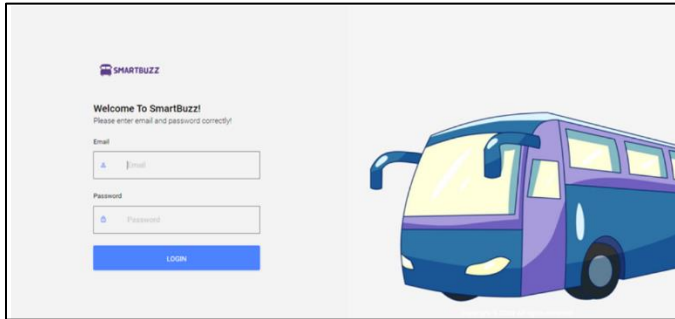 SMARTBUZZ
Welcome To SmartBuzz!
Please enter email and password correctly!
Email
Email
Password
Password
LOGIN